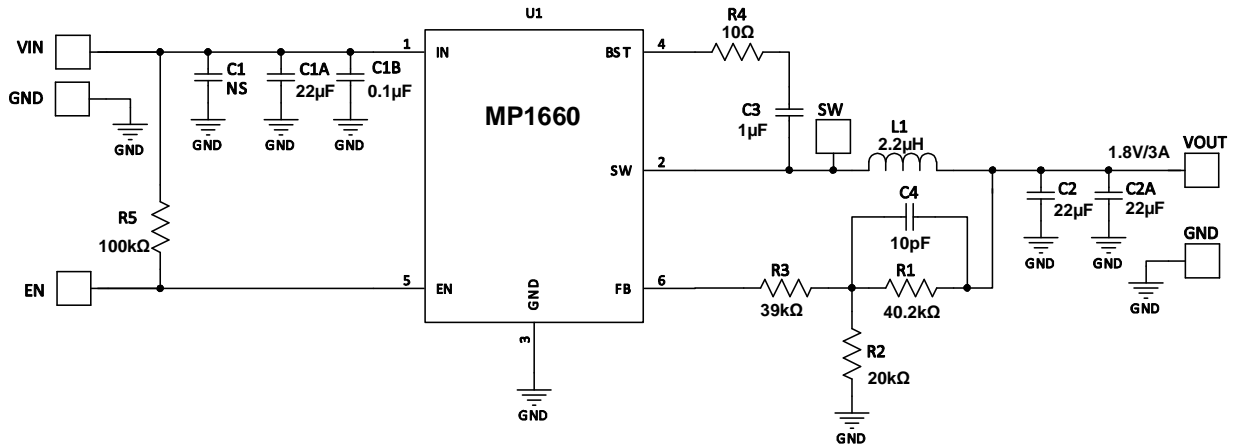 U1
VIN
GND
GND
C1
NS
GND
C1A
22µF
GND
C1B
0.1µF
GND
R5
100kΩ
EN
1
IN
5
EN
MP1660
GND
3
GND
BST
4
SW
2
FB
6
R4
10Ω
C3
1µF
SW
L1
2.2µH
C4
10pF
R3
39kΩ
R1
40.2kΩ
R2
20kΩ
GND
1.8V/3A
VOUT
C2
22µF
GND
C2A
22µF
GND
GND
GND